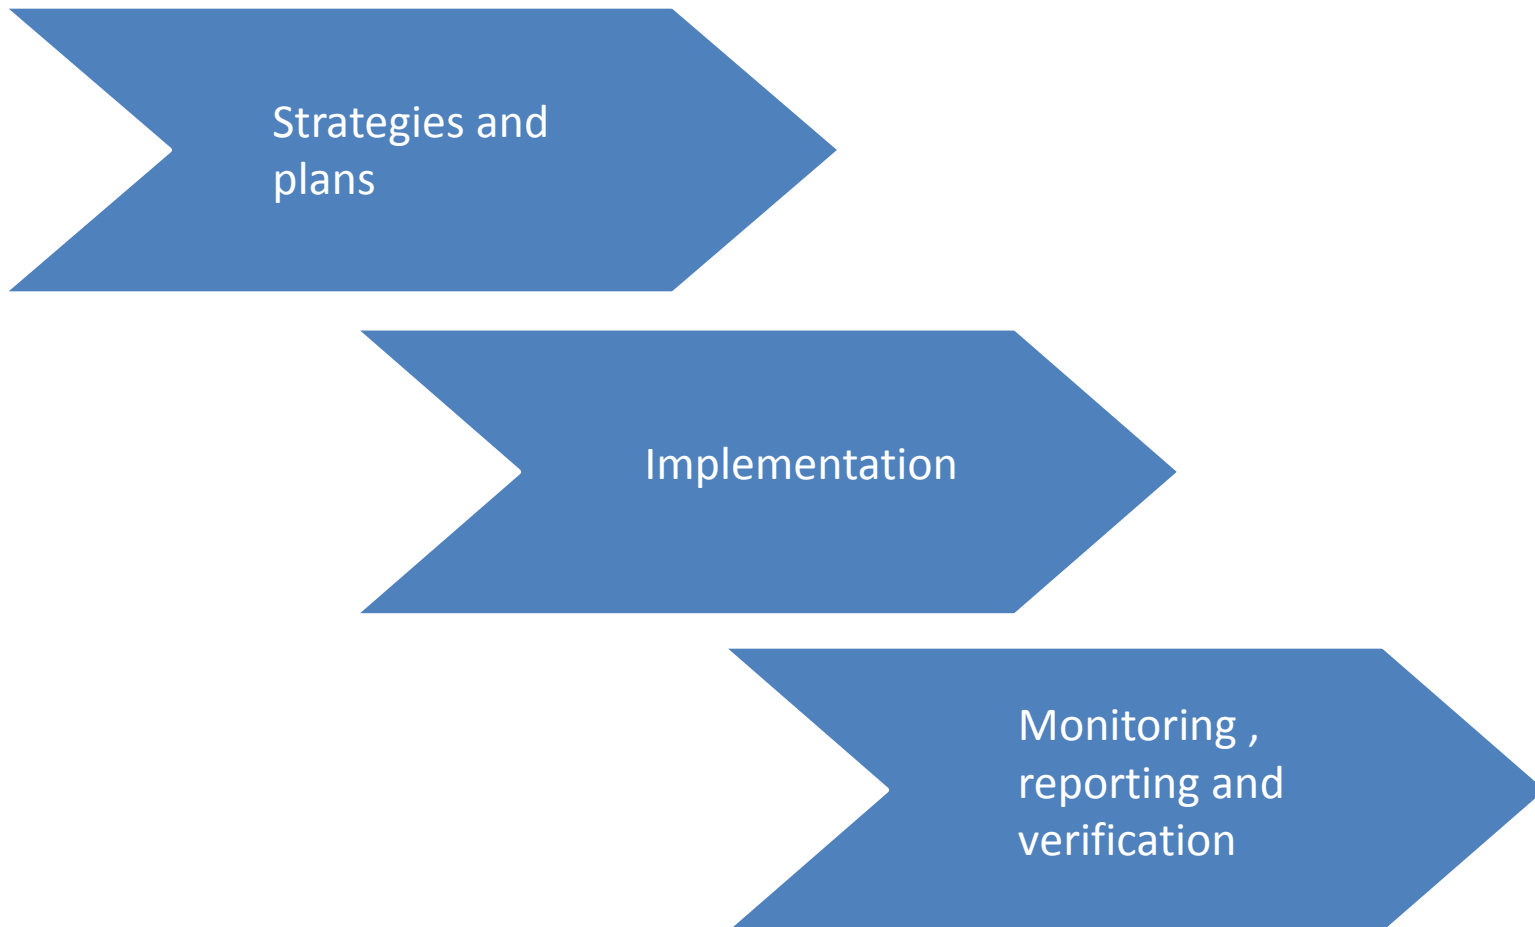 Strategies and
plans
Implementation
Monitoring ,
reporting and
verification